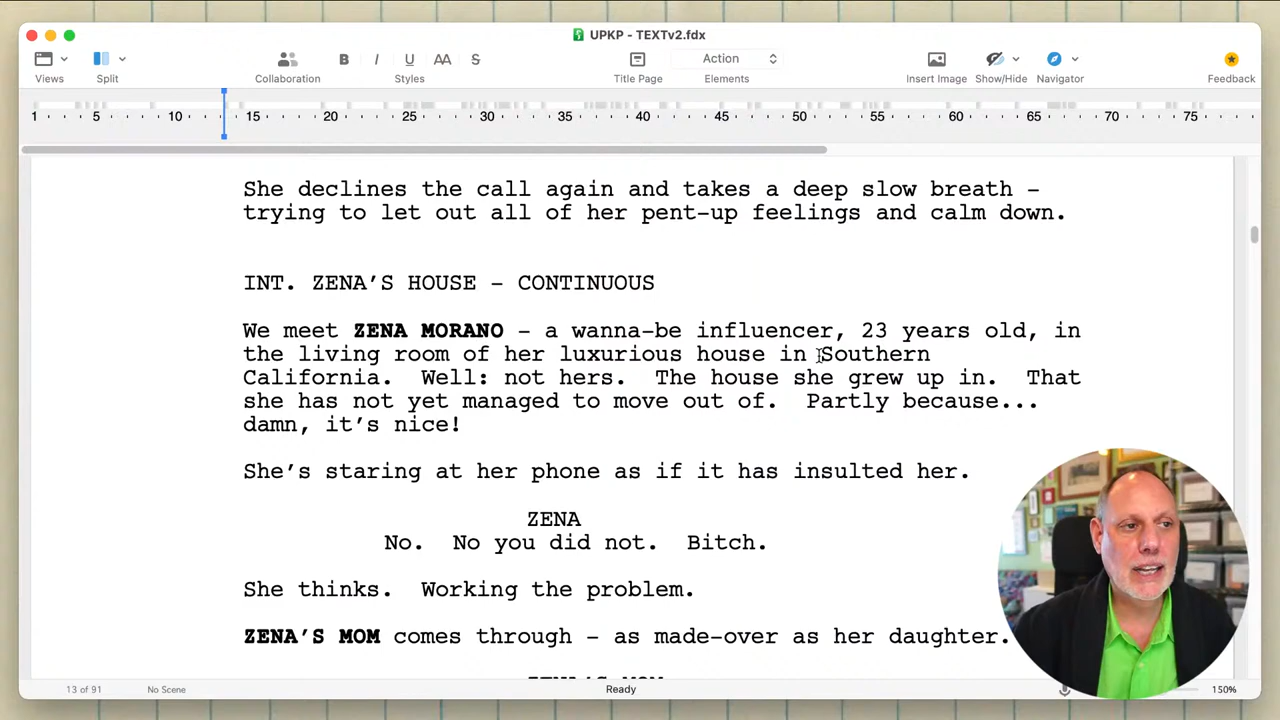 UPKP - TEXTv2.fdx
Views
Split
Collaboration
B I U AA S
Styles
Title Page
Action
Elements
Insert Image
Show/Hide
Navigator
Feedback
1 5 10 15 20 25 30 35 40 45 50 55 60 65 70 75
She declines the call again and takes a deep slow breath –
trying to let out all of her pent-up feelings and calm down.
INT. ZENA'S HOUSE – CONTINUOUS
We meet ZENA MORANO – a wanna-be influencer, 23 years old, in
the living room of her luxurious house in Southern
California. Well: not hers. The house she grew up in. That
she has not yet managed to move out of. Partly because...
damn, it's nice!
She's staring at her phone as if it has insulted her.
ZENA
No. No you did not. Bitch.
She thinks. Working the problem.
ZENA'S MOM comes through – as made-over as her daughter.
ZENA'S MOM
13 of 91
No Scene
Ready
150%